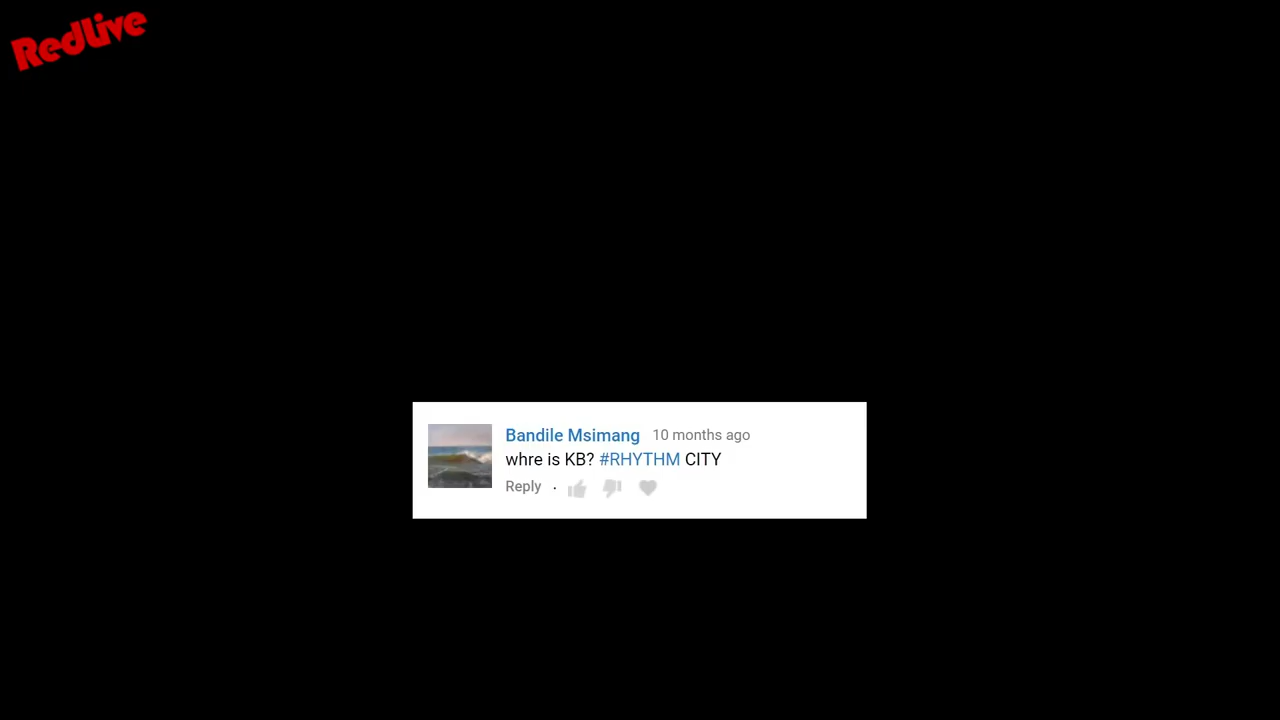 Redlive
Bandile Msimang 10 months ago
whre is KB? #RHYTHM CITY
Reply ·